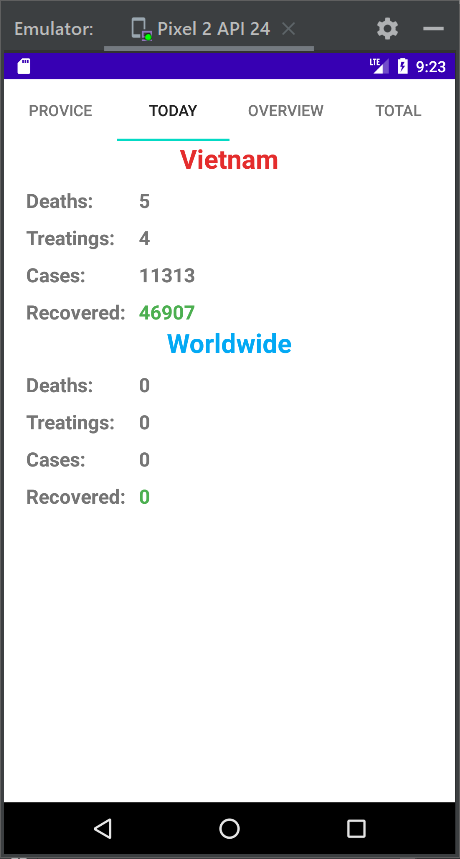 Emulator: Pixel 2 API 24
LTE 9:23
PROVICE TODAY OVERVIEW TOTAL
Vietnam
Deaths: 5
Treatings: 4
Cases: 11313
Recovered: 46907
Worldwide
Deaths: 0
Treatings: 0
Cases: 0
Recovered: 0